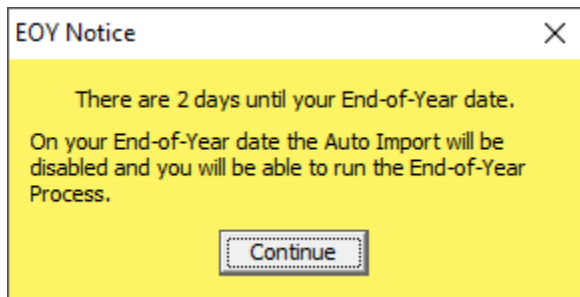 EOY Notice
There are 2 days until your End-of-Year date.
On your End-of-Year date the Auto Import will be
disabled and you will be able to run the End-of-Year
Process.
Continue